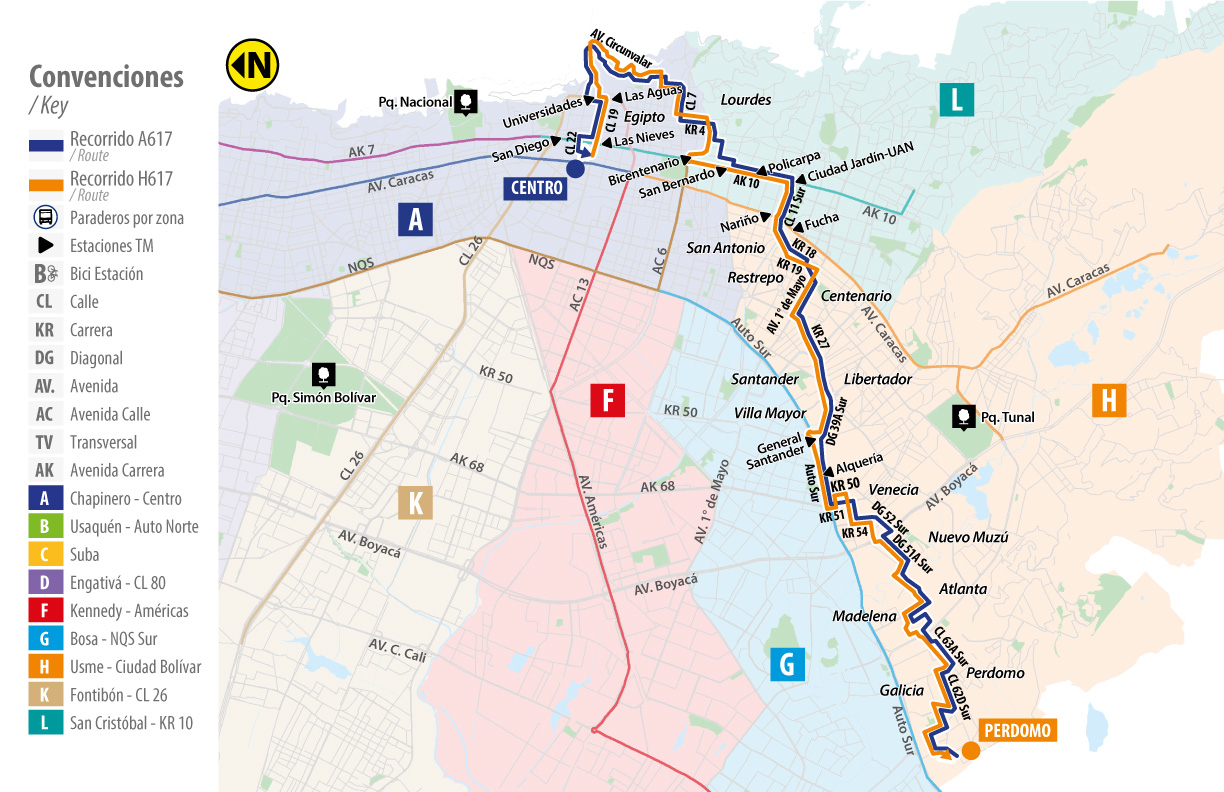 Convenciones
/ Key
Recorrido A617
/ Route
Recorrido H617
/ Route
Paraderos por zona
Estaciones TM
B Bici Estación
CL Calle
KR Carrera
DG Diagonal
AV. Avenida
AC Avenida Calle
TV Transversal
AK Avenida Carrera
A Chapinero - Centro
B Usaquén - Auto Norte
C Suba
D Engativá - CL 80
F Kennedy - Américas
G Bosa - NQS Sur
H Usme - Ciudad Bolívar
K Fontibón - CL 26
L San Cristóbal - KR 10
N
AV. Circunvalar
Pq. Nacional
Universidades
Las Aguas
CL 7
Lourdes
L
Egipto
CL 19
KR 4
AK 7
San Diego
CL 22
Las Nieves
Bicentenario
Policarpa
Ciudad Jardín-UAN
San Bernardo
AK 10
AV. Caracas
CENTRO
A
CL 11 Sur
AK 10
Nariño
Fucha
San Antonio
KR 18
CL 26
NQS
NQS
AC 6
KR 19
Restrepo
AC 13
AV. 1° de Mayo
Centenario
AV. Caracas
AV. Caracas
Auto Sur
KR 27
KR 50
Santander
Libertador
Pq. Simón Bolívar
F
KR 50
Villa Mayor
DG 39A Sur
Pq. Tunal
H
General
Santander
CL 26
AK 68
Alquería
Auto Sur
KR 50
AK 68
AV. 1° de Mayo
Venecia
AV. Boyacá
K
AV. Américas
KR 51
DG 52 Sur
KR 54
AV. Boyacá
Nuevo Muzú
DG 51A Sur
AV. Boyacá
Atlanta
Madelena
AV. C. Cali
CL 63A Sur
G
Perdomo
Galicia
CL 62D Sur
Auto Sur
PERDOMO